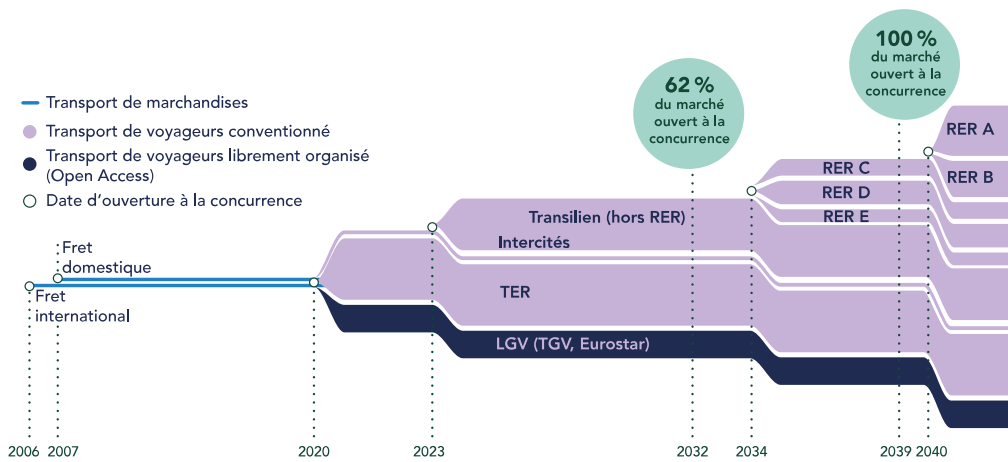 100 %
du marché
ouvert à la
concurrence
62 %
du marché
ouvert à la
concurrence
Transport de marchandises
Transport de voyageurs conventionné
Transport de voyageurs librement organisé
(Open Access)
Date d'ouverture à la concurrence
RER A
RER B
RER C
RER D
RER E
Transilien (hors RER)
Intercités
Fret
domestique
Fret
international
TER
LGV (TGV, Eurostar)
2006 2007 2020 2023 2032 2034 2039 2040